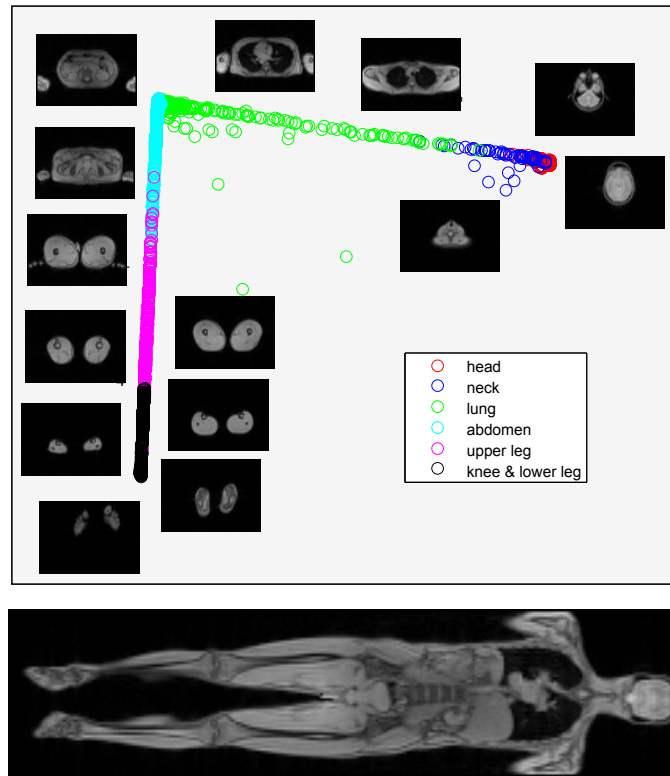 head
neck
lung
abdomen
upper leg
knee & lower leg